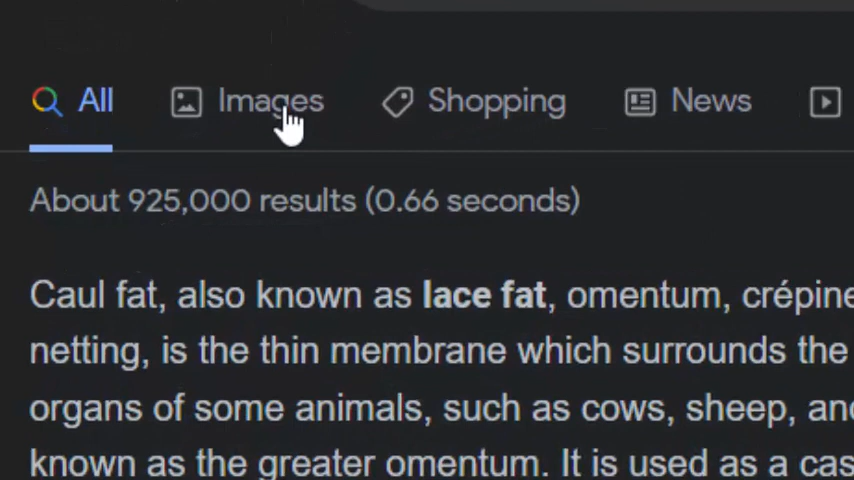 All Images Shopping News
About 925,000 results (0.66 seconds)
Caul fat, also known as lace fat, omentum, crépine
netting, is the thin membrane which surrounds the
organs of some animals, such as cows, sheep, and
known as the greater omentum. It is used as a cas